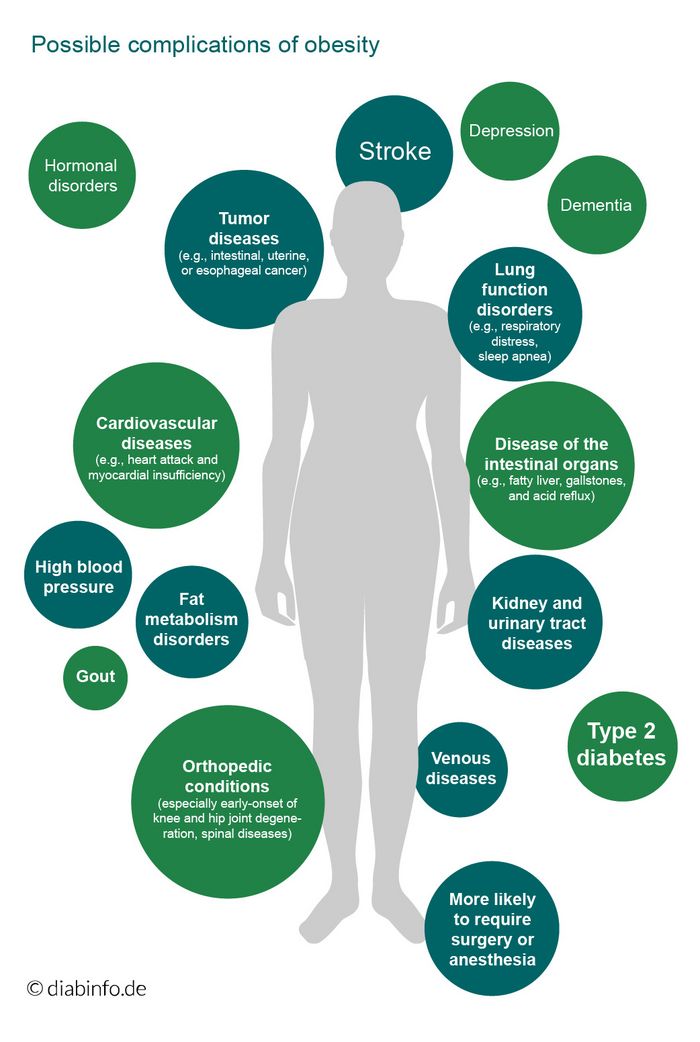 Possible complications of obesity
Stroke
Depression
Hormonal
disorders
Dementia
Tumor
diseases
(e.g., intestinal, uterine,
or esophageal cancer)
Lung
function
disorders
(e.g., respiratory
distress,
sleep apnea)
Cardiovascular
diseases
(e.g., heart attack and
myocardial insufficiency)
Disease of the
intestinal organs
(e.g., fatty liver, gallstones,
and acid reflux)
High blood
pressure
Fat
metabolism
disorders
Kidney and
urinary tract
diseases
Gout
Type 2
diabetes
Orthopedic
conditions
(especially early-onset of
knee and hip joint degene-
ration, spinal diseases)
Venous
diseases
More likely
to require
surgery or
anesthesia
© diabinfo.de